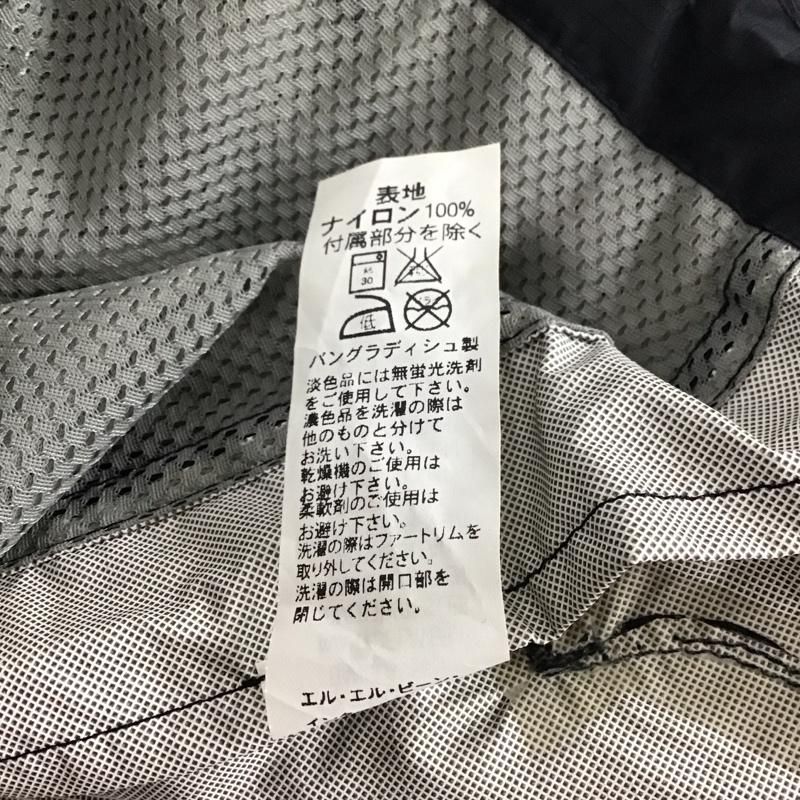 表地
ナイロン100%
付属部分を除く
30
低
バングラディシュ製
淡色品には無蛍光洗剤
をご使用して下さい。
濃色品を洗濯の際は
他のものと分けて
お洗い下さい。
乾燥機のご使用は
お避け下さい。
柔軟剤のご使用は
お避け下さい。
洗濯の際はファートリムを
取り外してください。
洗濯の際は開口部を
閉じてください。
エル・エル・ビーン